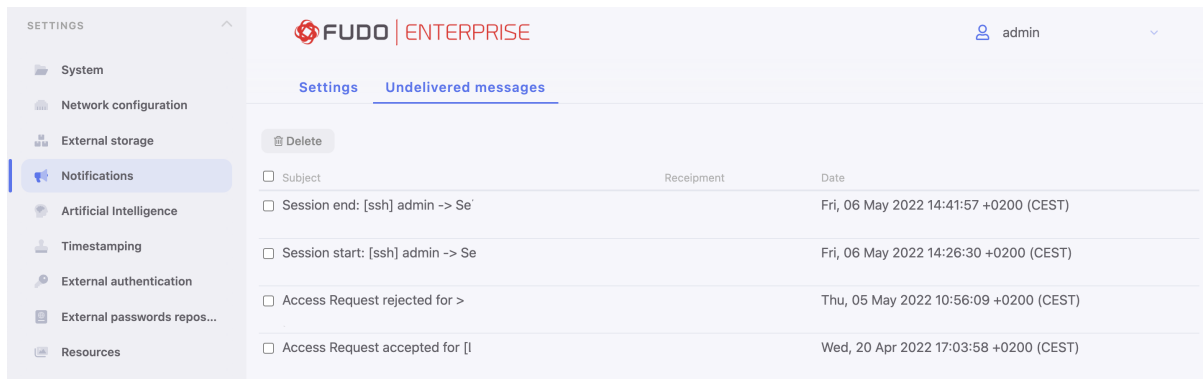 SETTINGS
FUDO ENTERPRISE
admin
System
Network configuration
External storage
Notifications
Artificial Intelligence
Timestamping
External authentication
External passwords repos...
Resources
Settings Undelivered messages
Delete
Subject Receipment Date
Session end: [ssh] admin -> Se Fri, 06 May 2022 14:41:57 +0200 (CEST)
Session start: [ssh] admin -> Se Fri, 06 May 2022 14:26:30 +0200 (CEST)
Access Request rejected for > Thu, 05 May 2022 10:56:09 +0200 (CEST)
Access Request accepted for [I Wed, 20 Apr 2022 17:03:58 +0200 (CEST)